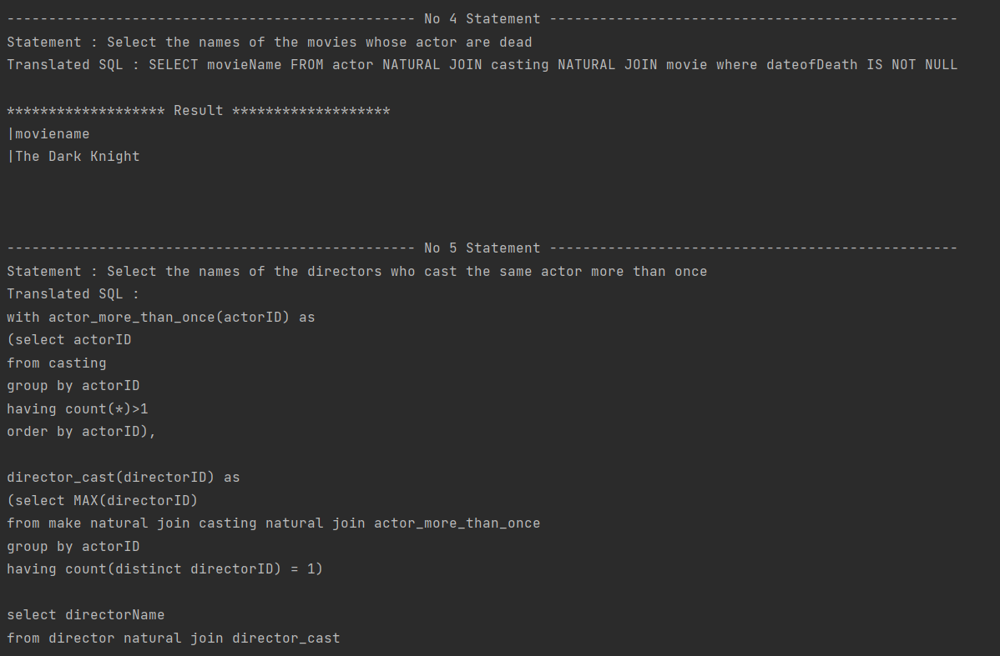 ------------------------------------------------- No 4 Statement -------------------------------------------------
Statement : Select the names of the movies whose actor are dead
Translated SQL : SELECT movieName FROM actor NATURAL JOIN casting NATURAL JOIN movie where dateofDeath IS NOT NULL
******************* Result *******************
|moviename
|The Dark Knight
------------------------------------------------- No 5 Statement -------------------------------------------------
Statement : Select the names of the directors who cast the same actor more than once
Translated SQL :
with actor_more_than_once(actorID) as
(select actorID
from casting
group by actorID
having count(*)>1
order by actorID),
director_cast(directorID) as
(select MAX(directorID)
from make natural join casting natural join actor_more_than_once
group by actorID
having count(distinct directorID) = 1)
select directorName
from director natural join director_cast